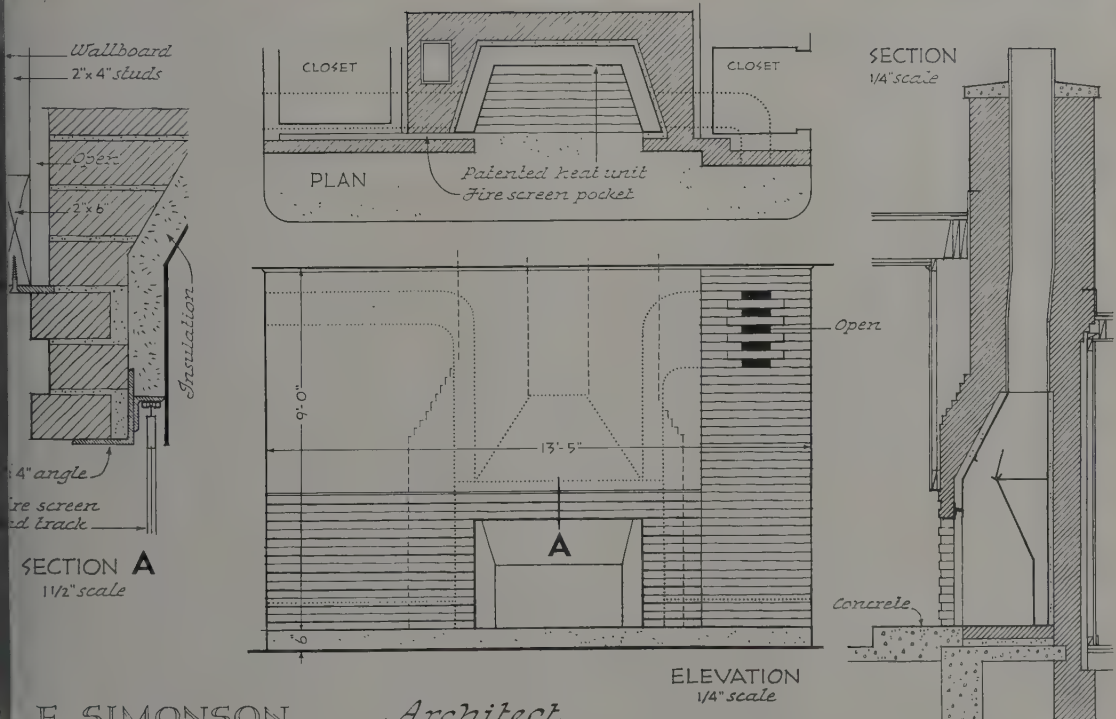 Wallboard
2"x 4" studs
Open
2"x 6"
Insulation
4" angle
re screen
d track
SECTION A
1 1/2" scale
CLOSET
CLOSET
PLAN
Patented heat unit
Fire screen pocket
9'-0"
13'-5"
6"
A
Open
ELEVATION
1/4" scale
SECTION
1/4" scale
Concrete
F. SIMONSON Architect